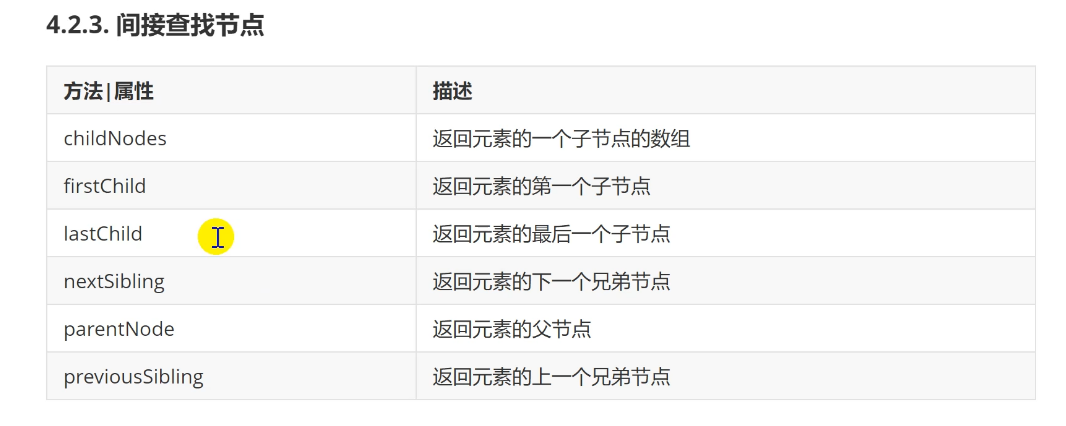 4.2.3. 间接查找节点
方法|属性 描述
childNodes 返回元素的一个子节点的数组
firstChild 返回元素的第一个子节点
lastChild 返回元素的最后一个子节点
nextSibling 返回元素的下一个兄弟节点
parentNode 返回元素的父节点
previousSibling 返回元素的上一个兄弟节点